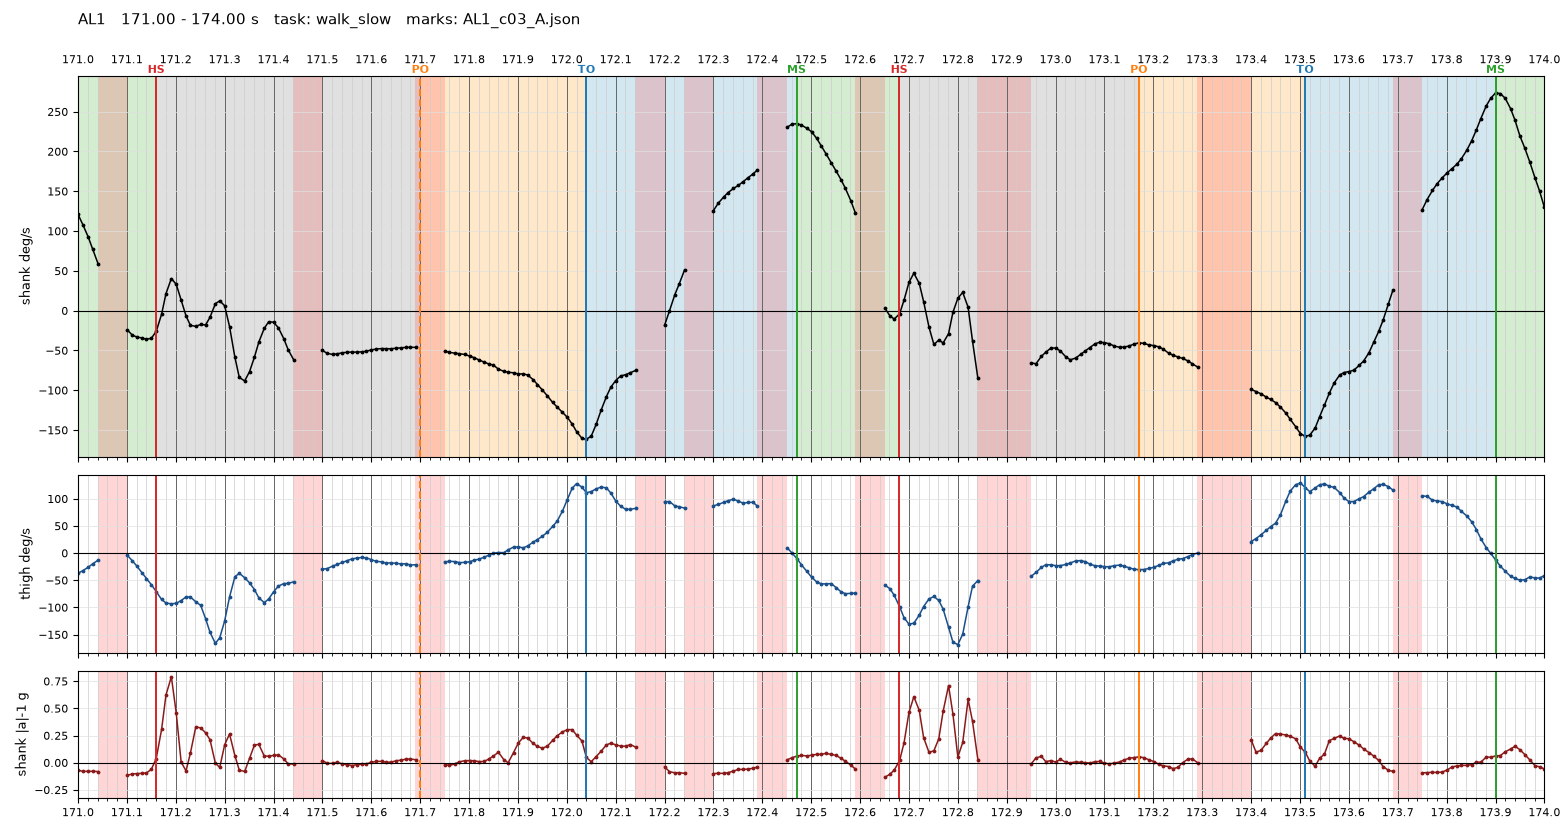 AL1   171.00 - 174.00 s   task: walk_slow   marks: AL1_c03_A.json
171.0 171.1 171.2 171.3 171.4 171.5 171.6 171.7 171.8 171.9 172.0 172.1 172.2 172.3 172.4 172.5 172.6 172.7 172.8 172.9 173.0 173.1 173.2 173.3 173.4 173.5 173.6 173.7 173.8 173.9 174.0
HS PO TO MS HS PO TO MS
shank deg/s
250
200
150
100
50
0
−50
−100
−150
thigh deg/s
100
50
0
−50
−100
−150
shank |a|-1 g
0.75
0.50
0.25
0.00
−0.25
171.0 171.1 171.2 171.3 171.4 171.5 171.6 171.7 171.8 171.9 172.0 172.1 172.2 172.3 172.4 172.5 172.6 172.7 172.8 172.9 173.0 173.1 173.2 173.3 173.4 173.5 173.6 173.7 173.8 173.9 174.0